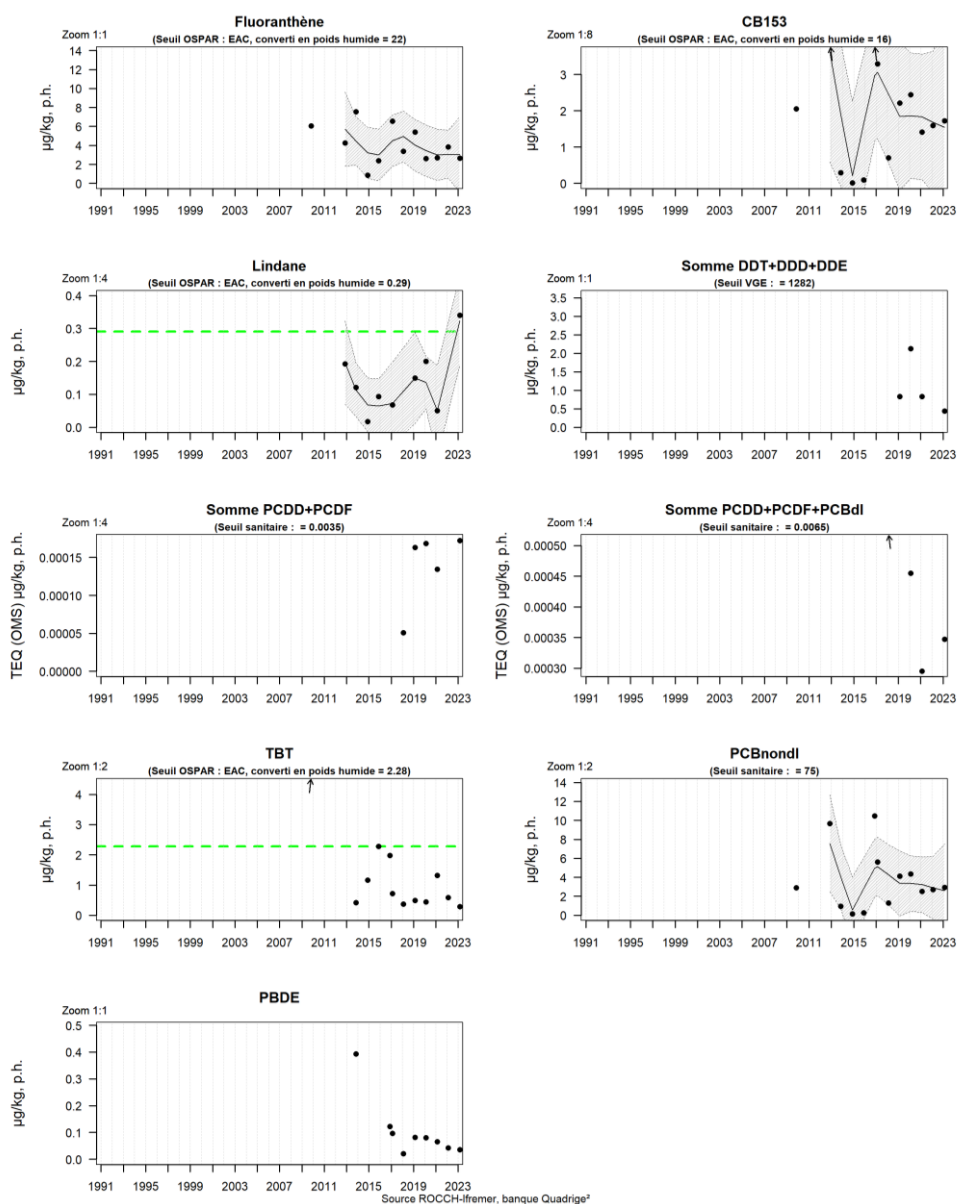 Fluoranthène
Zoom 1:1
(Seuil OSPAR : EAC, converti en poids humide = 22)
µg/kg, p.h.
14
12
10
8
6
4
2
0
1991 1995 1999 2003 2007 2011 2015 2019 2023
CB153
Zoom 1:8
(Seuil OSPAR : EAC, converti en poids humide = 16)
µg/kg, p.h.
3
2
1
0
1991 1995 1999 2003 2007 2011 2015 2019 2023
Lindane
Zoom 1:4
(Seuil OSPAR : EAC, converti en poids humide = 0.29)
µg/kg, p.h.
0.4
0.3
0.2
0.1
0.0
1991 1995 1999 2003 2007 2011 2015 2019 2023
Somme DDT+DDD+DDE
Zoom 1:1
(Seuil VGE : = 1282)
µg/kg, p.h.
3.5
3.0
2.5
2.0
1.5
1.0
0.5
0.0
1991 1995 1999 2003 2007 2011 2015 2019 2023
Somme PCDD+PCDF
Zoom 1:4
(Seuil sanitaire : = 0.0035)
TEQ (OMS) µg/kg, p.h.
0.00015
0.00010
0.00005
0.00000
1991 1995 1999 2003 2007 2011 2015 2019 2023
Somme PCDD+PCDF+PCBdl
Zoom 1:4
(Seuil sanitaire : = 0.0065)
TEQ (OMS) µg/kg, p.h.
0.00050
0.00045
0.00040
0.00035
0.00030
1991 1995 1999 2003 2007 2011 2015 2019 2023
TBT
Zoom 1:2
(Seuil OSPAR : EAC, converti en poids humide = 2.28)
µg/kg, p.h.
4
3
2
1
0
1991 1995 1999 2003 2007 2011 2015 2019 2023
PCBnondl
Zoom 1:2
(Seuil sanitaire : = 75)
µg/kg, p.h.
14
12
10
8
6
4
2
0
1991 1995 1999 2003 2007 2011 2015 2019 2023
PBDE
Zoom 1:1
µg/kg, p.h.
0.5
0.4
0.3
0.2
0.1
0.0
1991 1995 1999 2003 2007 2011 2015 2019 2023
Source ROCCH-Ifremer, banque Quadrige²